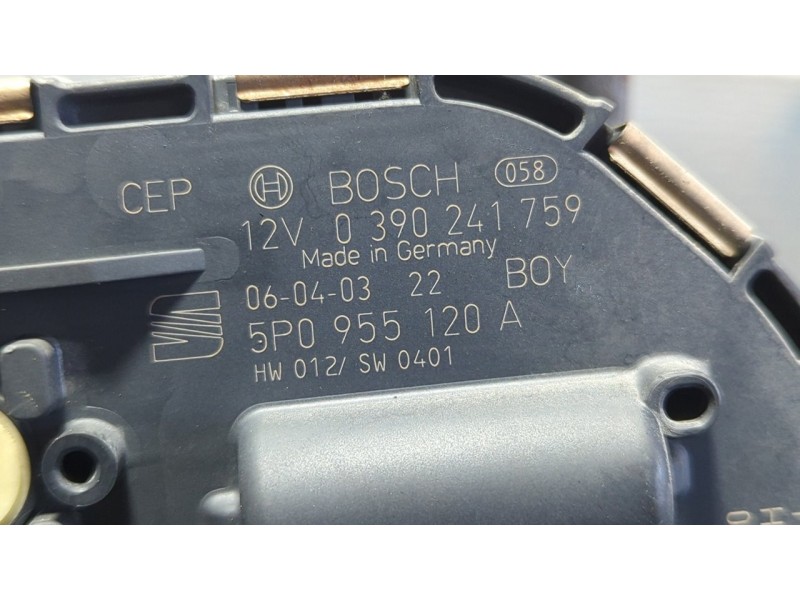 CEP BOSCH 058
12V 0 390 241 759
Made in Germany
06-04-03 22 BOY
5P0 955 120 A
HW 012/ SW 0401